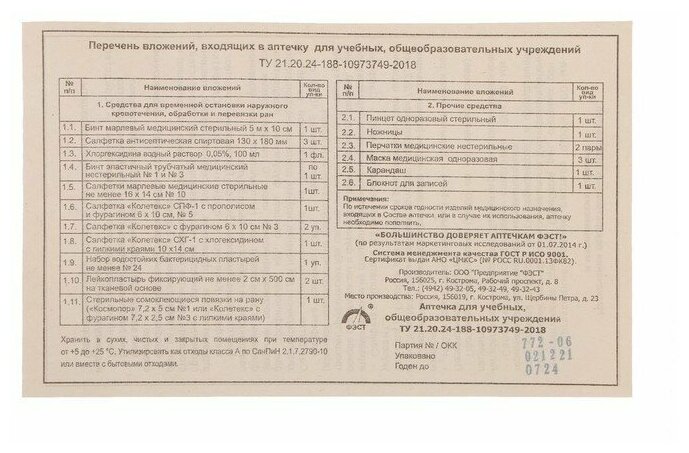 Перечень вложений, входящих в аптечку для учебных, общеобразовательных учреждений
ТУ 21.20.24-188-10973749-2018
№ п/п
Наименование вложений
Кол-во вид уп-ки
1. Средства для временной остановки наружного
кровотечения, обработки и перевязки ран
1.1. Бинт марлевый медицинский стерильный 5 м х 10 см 1 шт.
1.2. Салфетка антисептическая спиртовая 130 х 180 мм 3 шт.
1.3. Хлоргексидина водный раствор 0,05%, 100 мл 1 фл.
1.4. Бинт эластичный трубчатый медицинский
нестерильный № 1 и № 3
по 1 шт.
1.5. Салфетки марлевые медицинские стерильные
не менее 16 х 14 см № 10
1шт.
1.6. Салфетка «Колетекс» СПФ-1 с прополисом
и фурагином 6 х 10 см, № 5
1шт.
1.7. Салфетка «Колетекс» с фурагином 6 х 10 см № 3 2 уп.
1.8. Салфетка «Колетекс» СХГ-1 с хлоргексидином
с липкими краями 10 х14 см
1 шт.
1.9. Набор водостойких бактерицидных пластырей
не менее № 24
1 уп.
1.10. Лейкопластырь фиксирующий не менее 2 см х 500 см
на тканевой основе
1 шт.
1.11. Стерильные самоклеющиеся повязки на рану
(«Космопор» 7,2 х 5 см №1 или «Колетекс» с
фурагином 7,2 х 2,5 см №3 с липкими краями)
2 шт.
Хранить в сухих, чистых и закрытых помещениях при температуре
от +5 до +25 °С. Утилизировать как отходы класса А по СанПиН 2.1.7.2790-10
или вместе с бытовыми отходами.
№ п/п
Наименование вложений
Кол-во вид уп-ки
2. Прочие средства
2.1. Пинцет одноразовый стерильный 1 шт.
2.2. Ножницы 1 шт.
2.3. Перчатки медицинские нестерильные 2 пары
2.4. Маска медицинская одноразовая 3 шт.
2.5. Карандаш 1 шт.
2.6. Блокнот для записей 1 шт.
Примечания:
По истечении сроков годности изделий медицинского назначения,
входящих в Состав аптечки, или в случае их использования, аптечку
необходимо пополнить.
«БОЛЬШИНСТВО ДОВЕРЯЕТ АПТЕЧКАМ ФЭСТ!»
(по результатам маркетинговых исследований от 01.07.2014 г.)
Система менеджмента качества ГОСТ Р ИСО 9001.
Сертификат выдан АНО «ЦНКС» (№ РОСС RU.0001.13ФК82).
Производитель: ООО "Предприятие "ФЭСТ"
Россия, 156025, г. Кострома, Рабочий проспект, д. 8
Тел.: (4942) 49-32-05, 49-32-49, 49-32-43
Место производства: Россия, 156019, г. Кострома, ул. Щербины Петра, д. 23
ФЭСТ
Аптечка для учебных,
общеобразовательных учреждений
ТУ 21.20.24-188-10973749-2018
Партия № / ОКК 772-06
Упаковано 021221
Годен до 0724